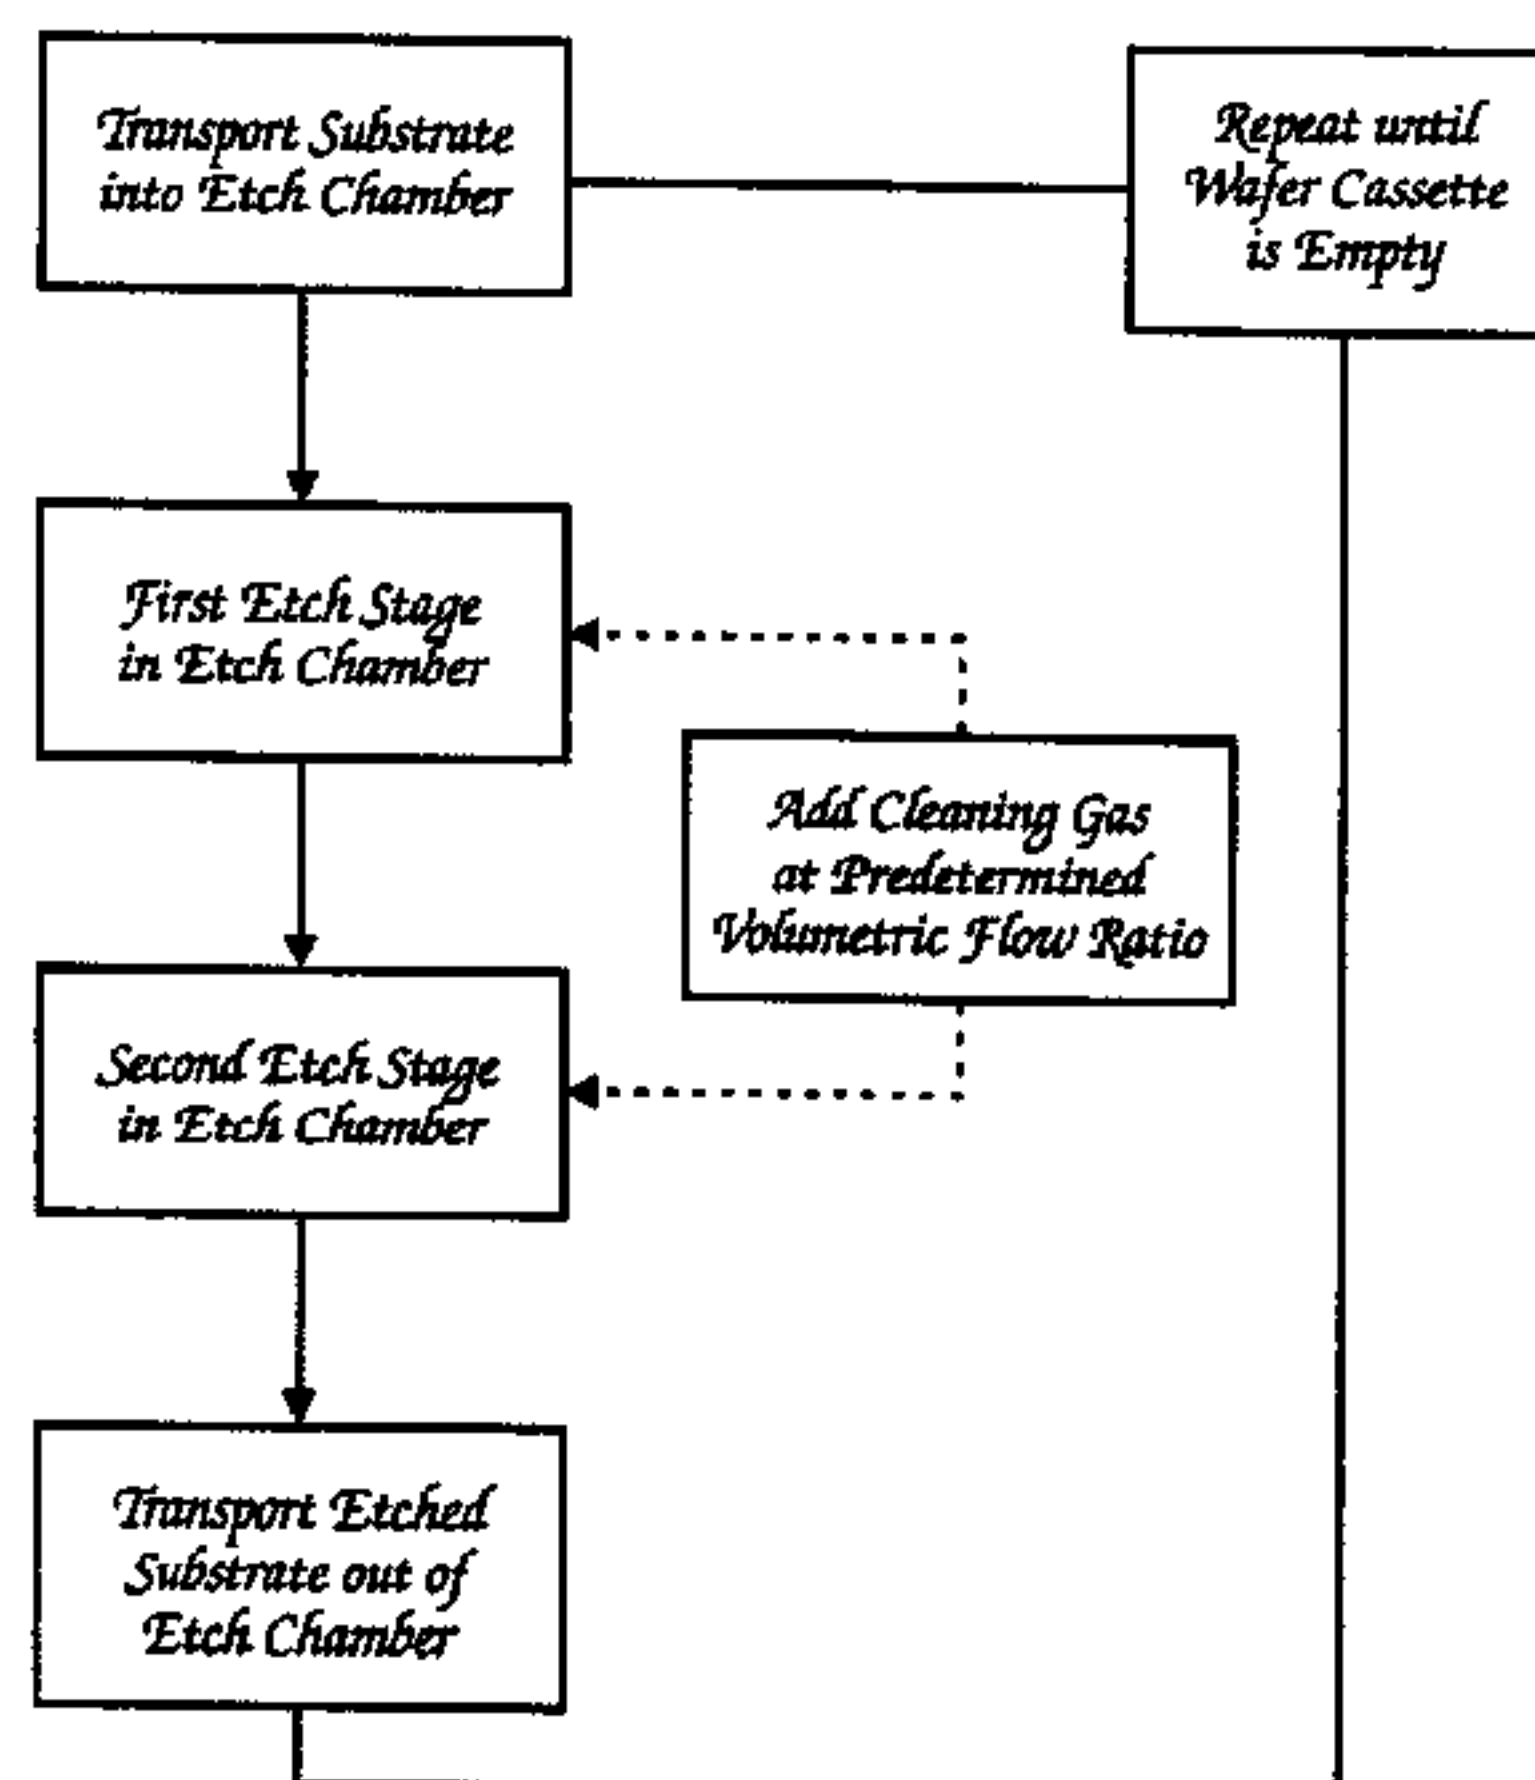 Transport Substrate
into Etch Chamber
Repeat until
Wafer Cassette
is Empty
First Etch Stage
in Etch Chamber
Add Cleaning Gas
at Predetermined
Volumetric Flow Ratio
Second Etch Stage
in Etch Chamber
Transport Etched
Substrate out of
Etch Chamber